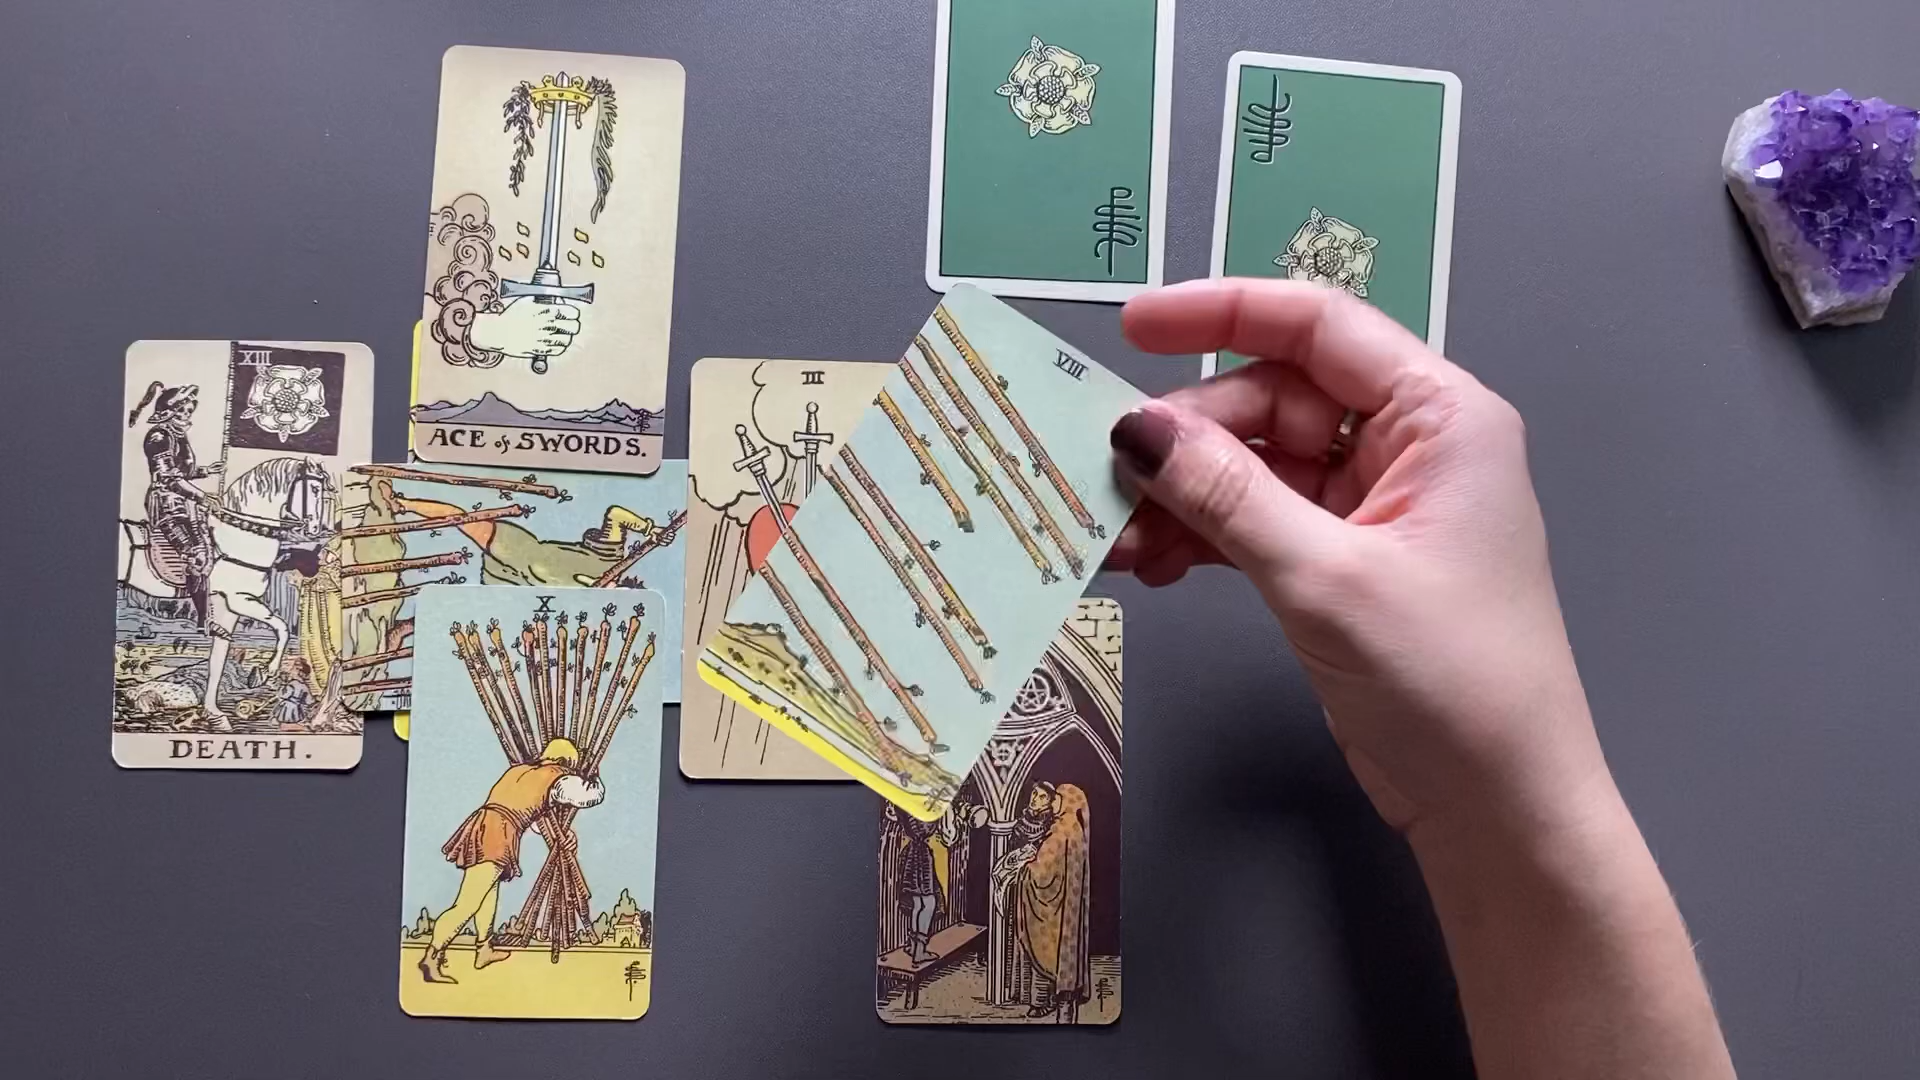 ACE of SWORDS.
XIII
III
VIII
DEATH.
X